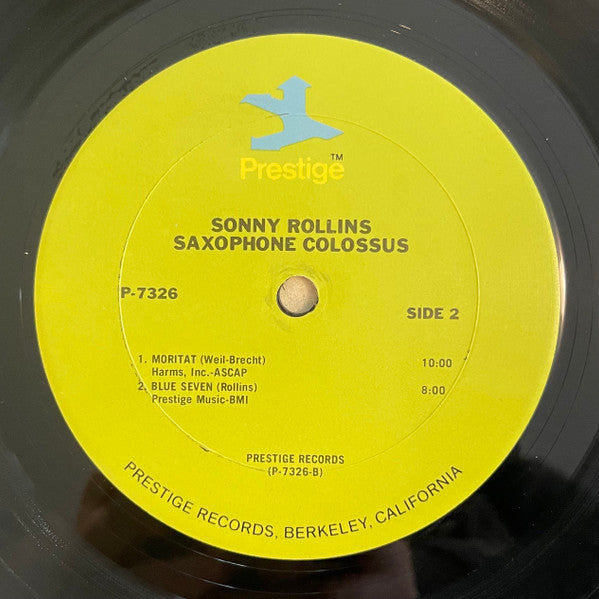 Prestige™
SONNY ROLLINS
SAXOPHONE COLOSSUS
P-7326
SIDE 2
1. MORITAT (Weil-Brecht) 10:00
Harms, Inc.-ASCAP
2. BLUE SEVEN (Rollins) 8:00
Prestige Music-BMI
PRESTIGE RECORDS
(P-7326-B)
PRESTIGE RECORDS, BERKELEY, CALIFORNIA